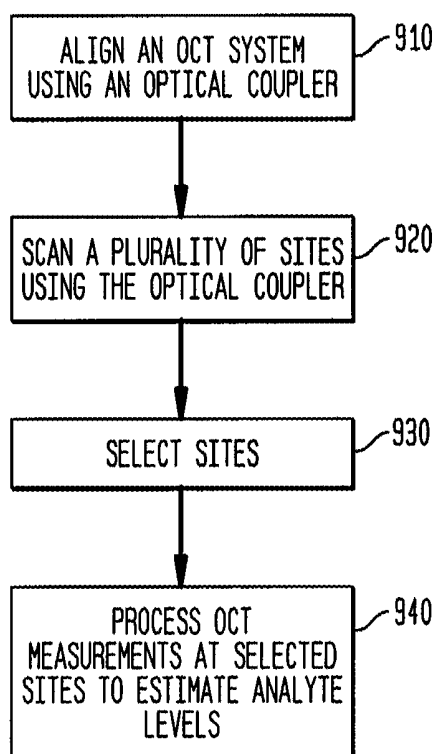 ALIGN AN OCT SYSTEM
USING AN OPTICAL COUPLER
910
SCAN A PLURALITY OF SITES
USING THE OPTICAL COUPLER
920
SELECT SITES
930
PROCESS OCT
MEASUREMENTS AT SELECTED
SITES TO ESTIMATE ANALYTE
LEVELS
940